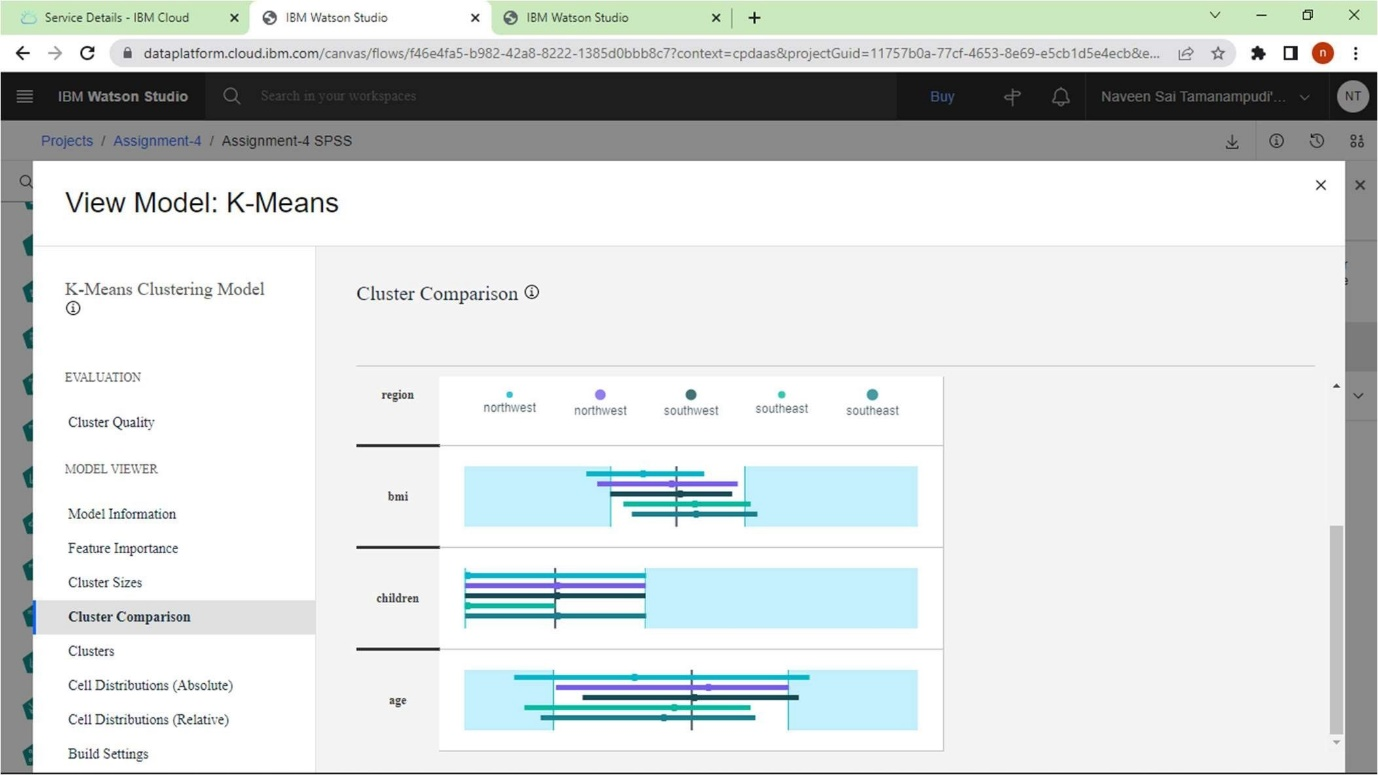 Service Details - IBM Cloud
IBM Watson Studio
IBM Watson Studio
dataplatform.cloud.ibm.com/canvas/flows/f46e4fa5-b982-42a8-8222-1385d0bbb8c7?context=cpdaas&projectGuid=11757b0a-77cf-4653-8e69-e5cb1d5e4ecb&e...
n
IBM Watson Studio
Search in your workspaces
Buy
Naveen Sai Tamanampudi'...
NT
Projects / Assignment-4 / Assignment-4 SPSS
View Model: K-Means
K-Means Clustering Model
EVALUATION
Cluster Quality
MODEL VIEWER
Model Information
Feature Importance
Cluster Sizes
Cluster Comparison
Clusters
Cell Distributions (Absolute)
Cell Distributions (Relative)
Build Settings
Cluster Comparison
region
northwest
northwest
southwest
southeast
southeast
bmi
children
age